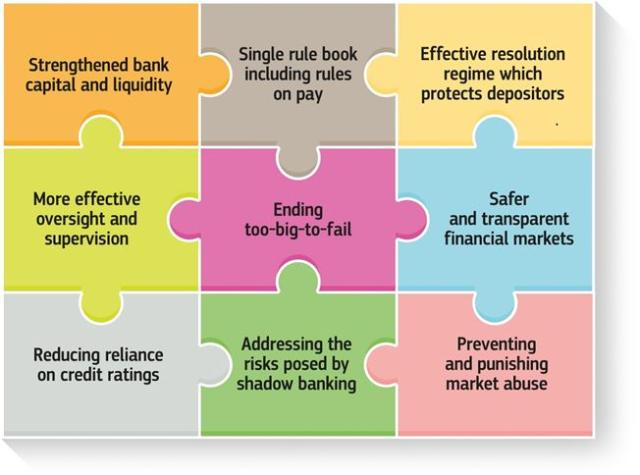 Strengthened bank
capital and liquidity
Single rule book
including rules
on pay
Effective resolution
regime which
protects depositors
More effective
oversight and
supervision
Ending
too-big-to-fail
Safer
and transparent
financial markets
Reducing reliance
on credit ratings
Addressing the
risks posed by
shadow banking
Preventing
and punishing
market abuse